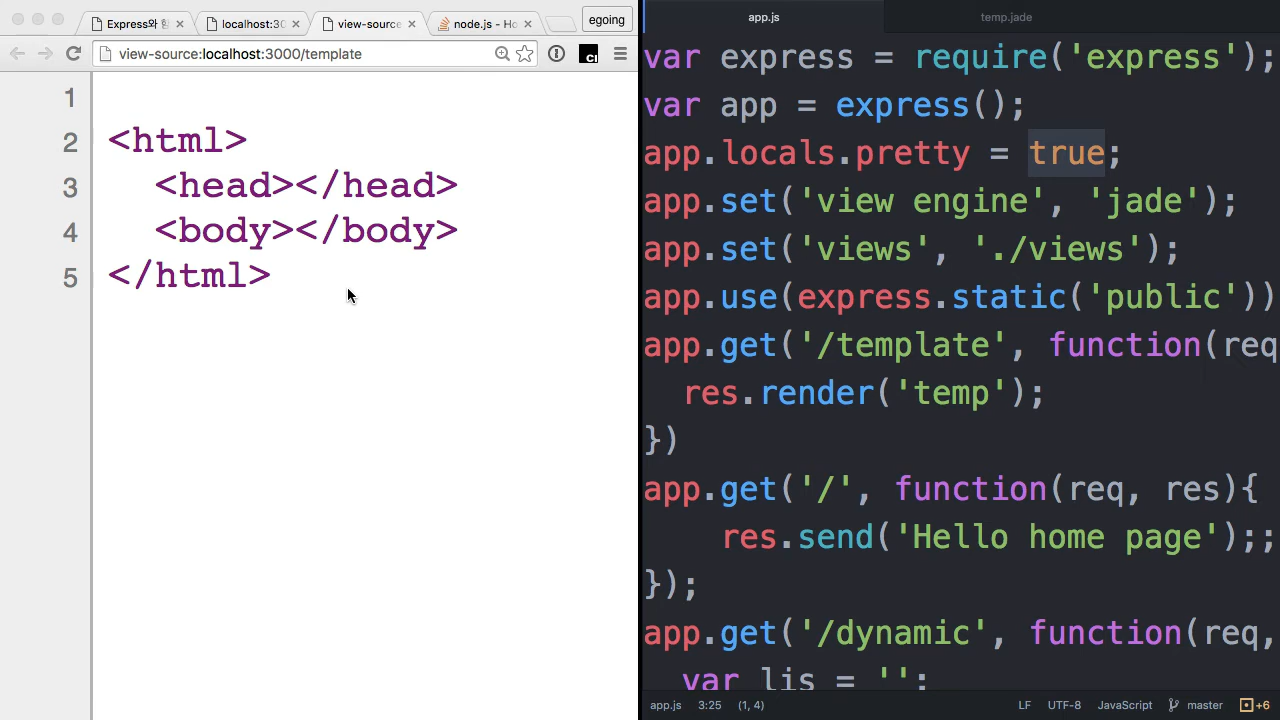 Express와
localhost:30
view-source
node.js - Ho
egoing
view-source:localhost:3000/template
1
2 <html>
3 <head></head>
4 <body></body>
5 </html>
app.js
temp.jade
var express = require('express');
var app = express();
app.locals.pretty = true;
app.set('view engine', 'jade');
app.set('views', './views');
app.use(express.static('public'))
app.get('/template', function(req
res.render('temp');
})
app.get('/', function(req, res){
res.send('Hello home page');;
});
app.get('/dynamic', function(req,
var lis = '';
app.js 3:25 (1, 4)
LF UTF-8 JavaScript master +6